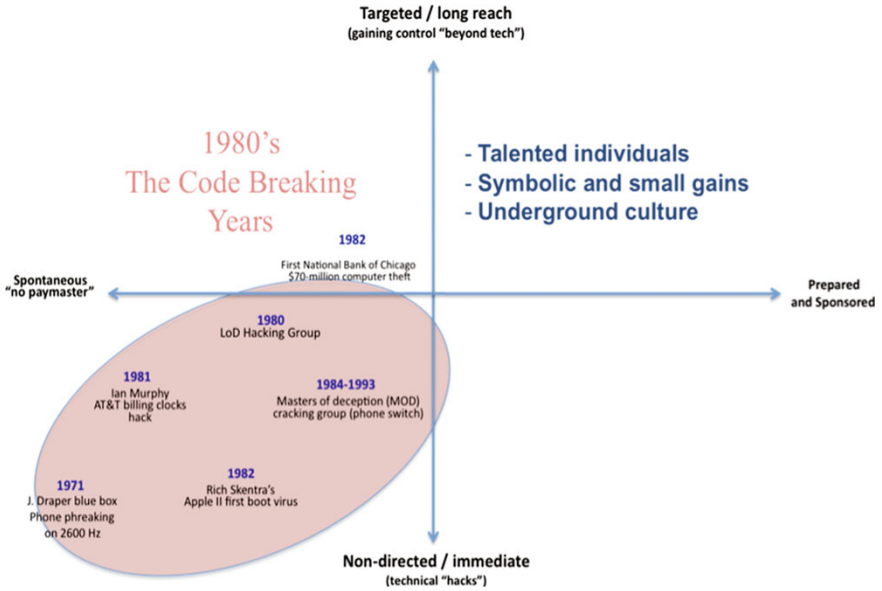 Targeted / long reach
(gaining control “beyond tech”)
1980’s
The Code Breaking
Years
- Talented individuals
- Symbolic and small gains
- Underground culture
1982
First National Bank of Chicago
$70-million computer theft
Spontaneous
“no paymaster”
Prepared
and Sponsored
1980
LoD Hacking Group
1981
Ian Murphy
AT&T billing clocks
hack
1984-1993
Masters of deception (MOD)
cracking group (phone switch)
1971
J. Draper blue box
Phone phreaking
on 2600 Hz
1982
Rich Skentra’s
Apple II first boot virus
Non-directed / immediate
(technical “hacks”)